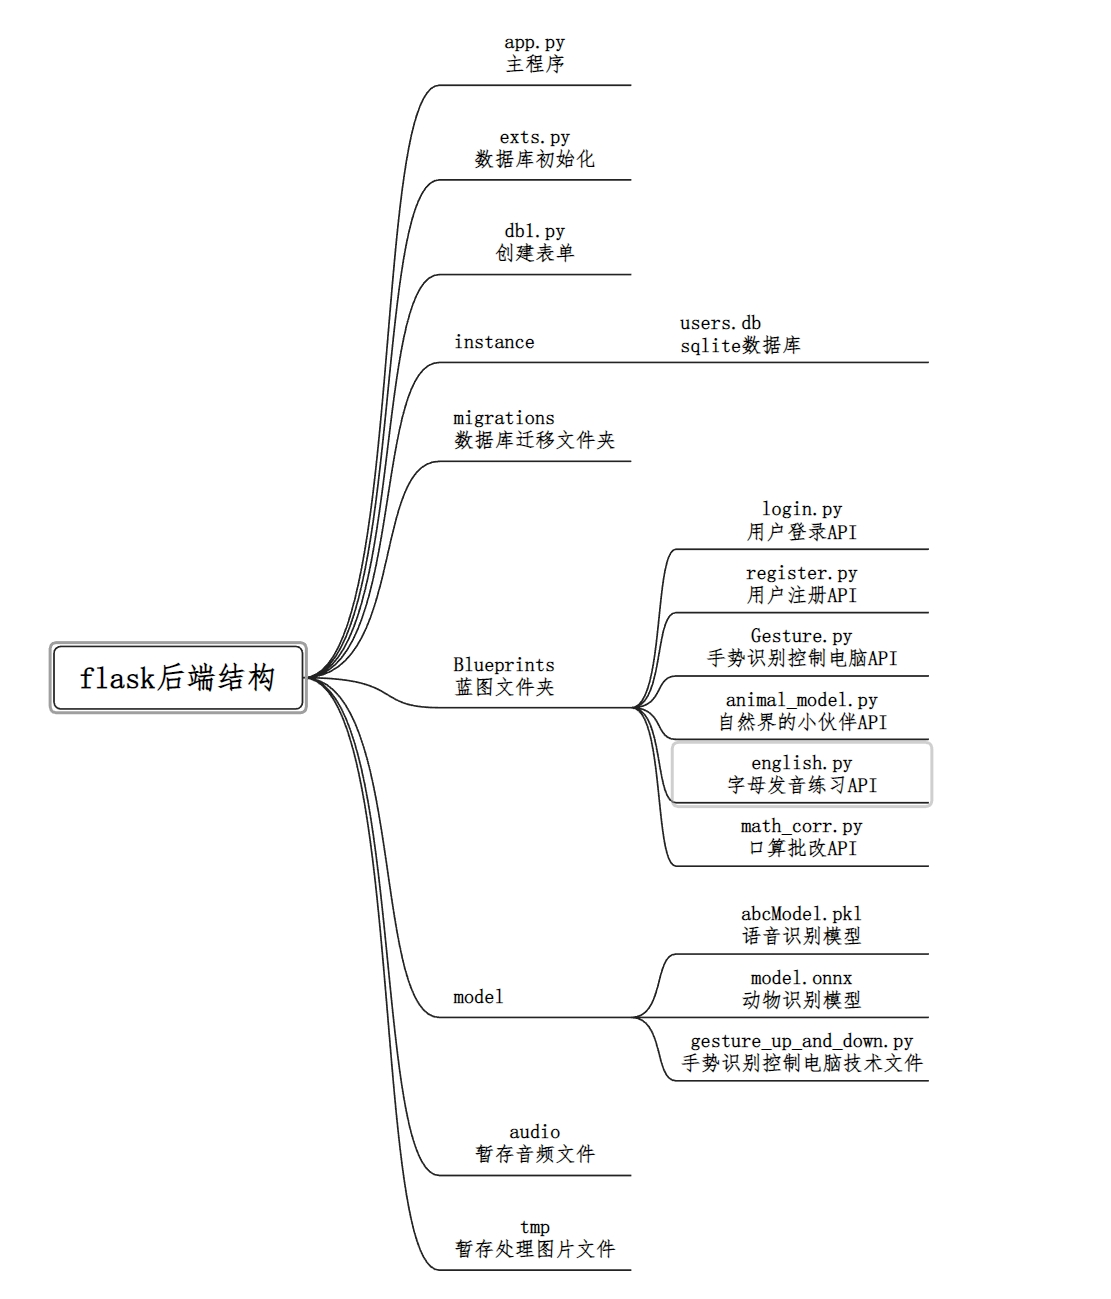 app.py
主程序
exts.py
数据库初始化
db1.py
创建表单
instance
users.db
sqlite数据库
migrations
数据库迁移文件夹
login.py
用户登录API
register.py
用户注册API
Gesture.py
手势识别控制电脑API
flask后端结构
Blueprints
蓝图文件夹
animal_model.py
自然界的小伙伴API
english.py
字母发音练习API
math_corr.py
口算批改API
abcModel.pkl
语音识别模型
model
model.onnx
动物识别模型
gesture_up_and_down.py
手势识别控制电脑技术文件
audio
暂存音频文件
tmp
暂存处理图片文件